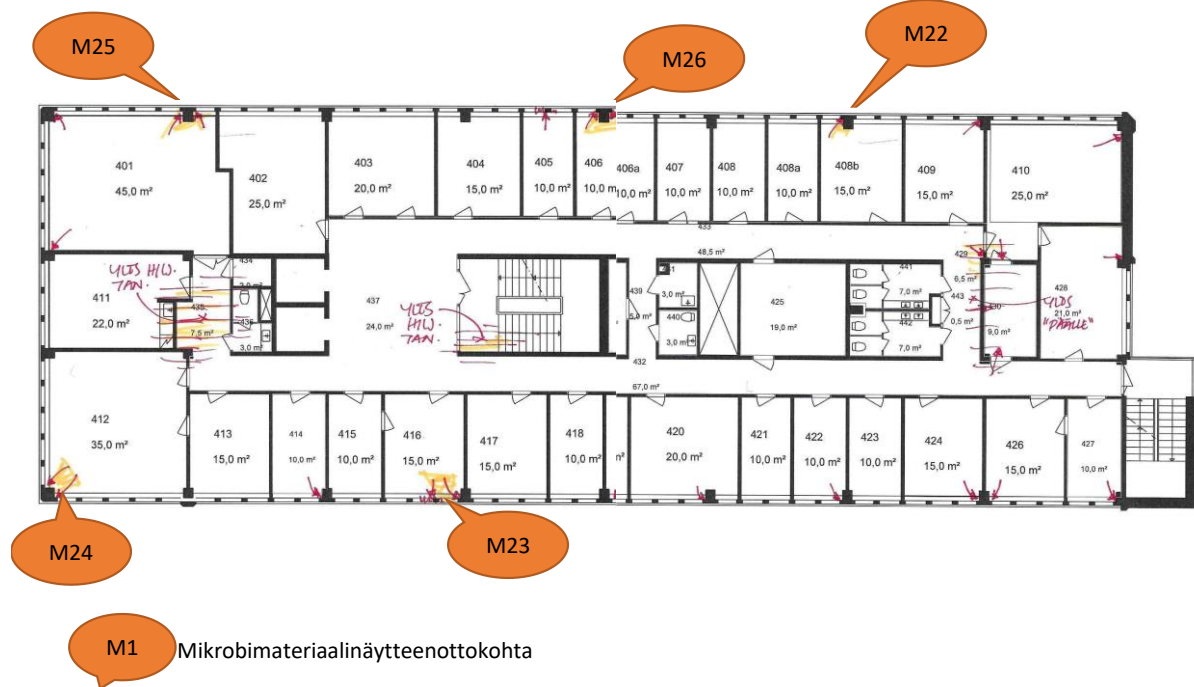 M25
M26
M22
401
45,0 m²
402
25,0 m²
403
20,0 m²
404
15,0 m²
405
10,0 m²
406
10,0 m
406a
10,0 m²
407
10,0 m²
408
10,0 m²
408a
10,0 m²
408b
15,0 m²
409
15,0 m²
410
25,0 m²
433
48,5 m²
YLTS H(L).
TAN.
411
22,0 m²
434
3,0 m²
435
7,5 m²
436
3,0 m²
437
24,0 m²
YLTS
H(L)
TAN.
439
5,0 m²
3,0 m²
440
3,0 m²
425
19,0 m²
441
7,0 m²
442
7,0 m²
443
0,5 m²
429
6,5 m²
9,0 m²
428
21,0 m²
YLDS
"PÄÄLLE"
432
67,0 m²
412
35,0 m²
413
15,0 m²
414
10,0 m²
415
10,0 m²
416
15,0 m²
417
15,0 m²
418
10,0 m²
m²
420
20,0 m²
421
10,0 m²
422
10,0 m²
423
10,0 m²
424
15,0 m²
426
15,0 m²
427
10,0 m²
M24
M23
M1 Mikrobimateriaalinäytteenottokohta